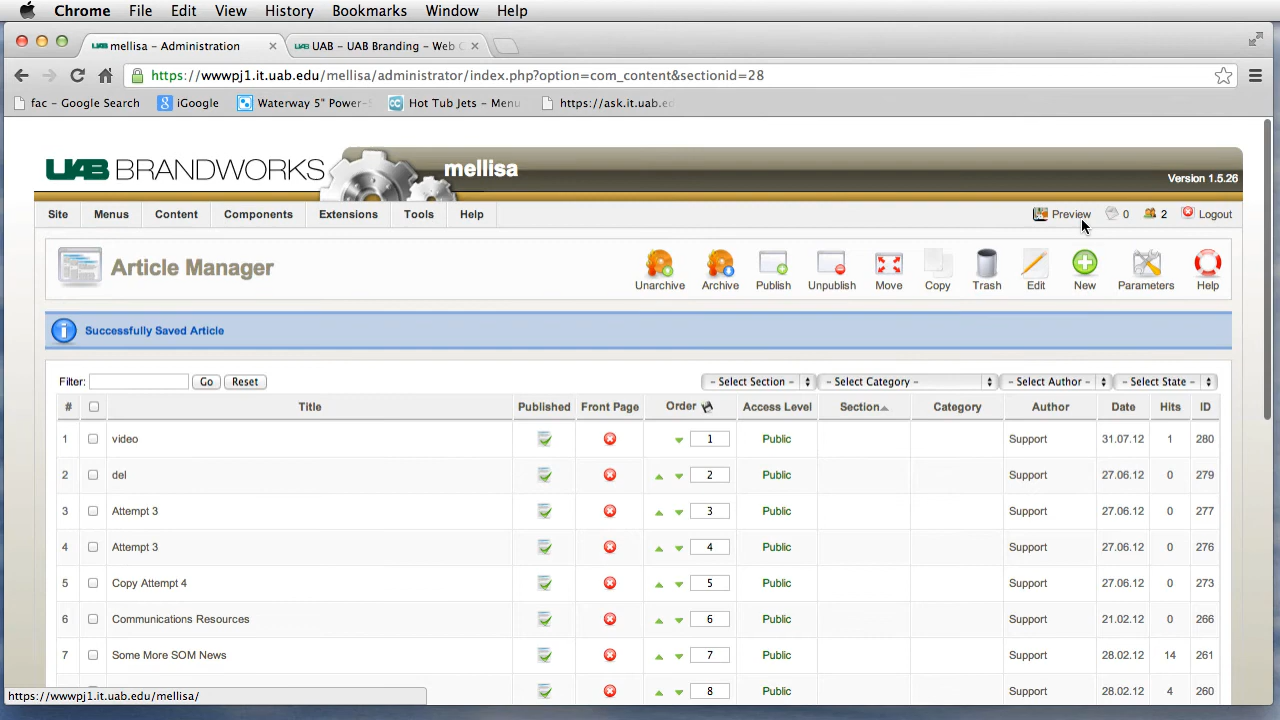 Chrome File Edit View History Bookmarks Window Help
mellisa – Administration UAB – UAB Branding – Web
https://wwwpj1.it.uab.edu/mellisa/administrator/index.php?option=com_content&sectionid=28
fac – Google Search iGoogle Waterway 5" Power- Hot Tub Jets – Menu https://ask.it.uab.e
UAB BRANDWORKS mellisa
Version 1.5.26
Site Menus Content Components Extensions Tools Help Preview 0 2 Logout
Article Manager
Unarchive Archive Publish Unpublish Move Copy Trash Edit New Parameters Help
Successfully Saved Article
Filter: Go Reset – Select Section – – Select Category – – Select Author – – Select State –
# Title Published Front Page Order Access Level Section Category Author Date Hits ID
1 video 1 Public Support 31.07.12 1 280
2 del 2 Public Support 27.06.12 0 279
3 Attempt 3 3 Public Support 27.06.12 0 277
4 Attempt 3 4 Public Support 27.06.12 0 276
5 Copy Attempt 4 5 Public Support 27.06.12 0 273
6 Communications Resources 6 Public Support 21.02.12 0 266
7 Some More SOM News 7 Public Support 28.02.12 14 261
8 Public Support 28.02.12 4 260
https://wwwpj1.it.uab.edu/mellisa/